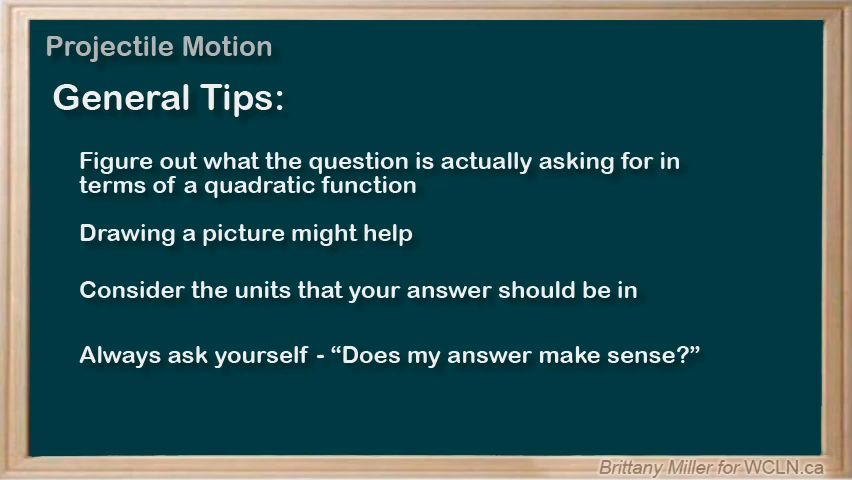 Projectile Motion
General Tips:
Figure out what the question is actually asking for in
terms of a quadratic function
Drawing a picture might help
Consider the units that your answer should be in
Always ask yourself - “Does my answer make sense?”
Brittany Miller for WCLN.ca